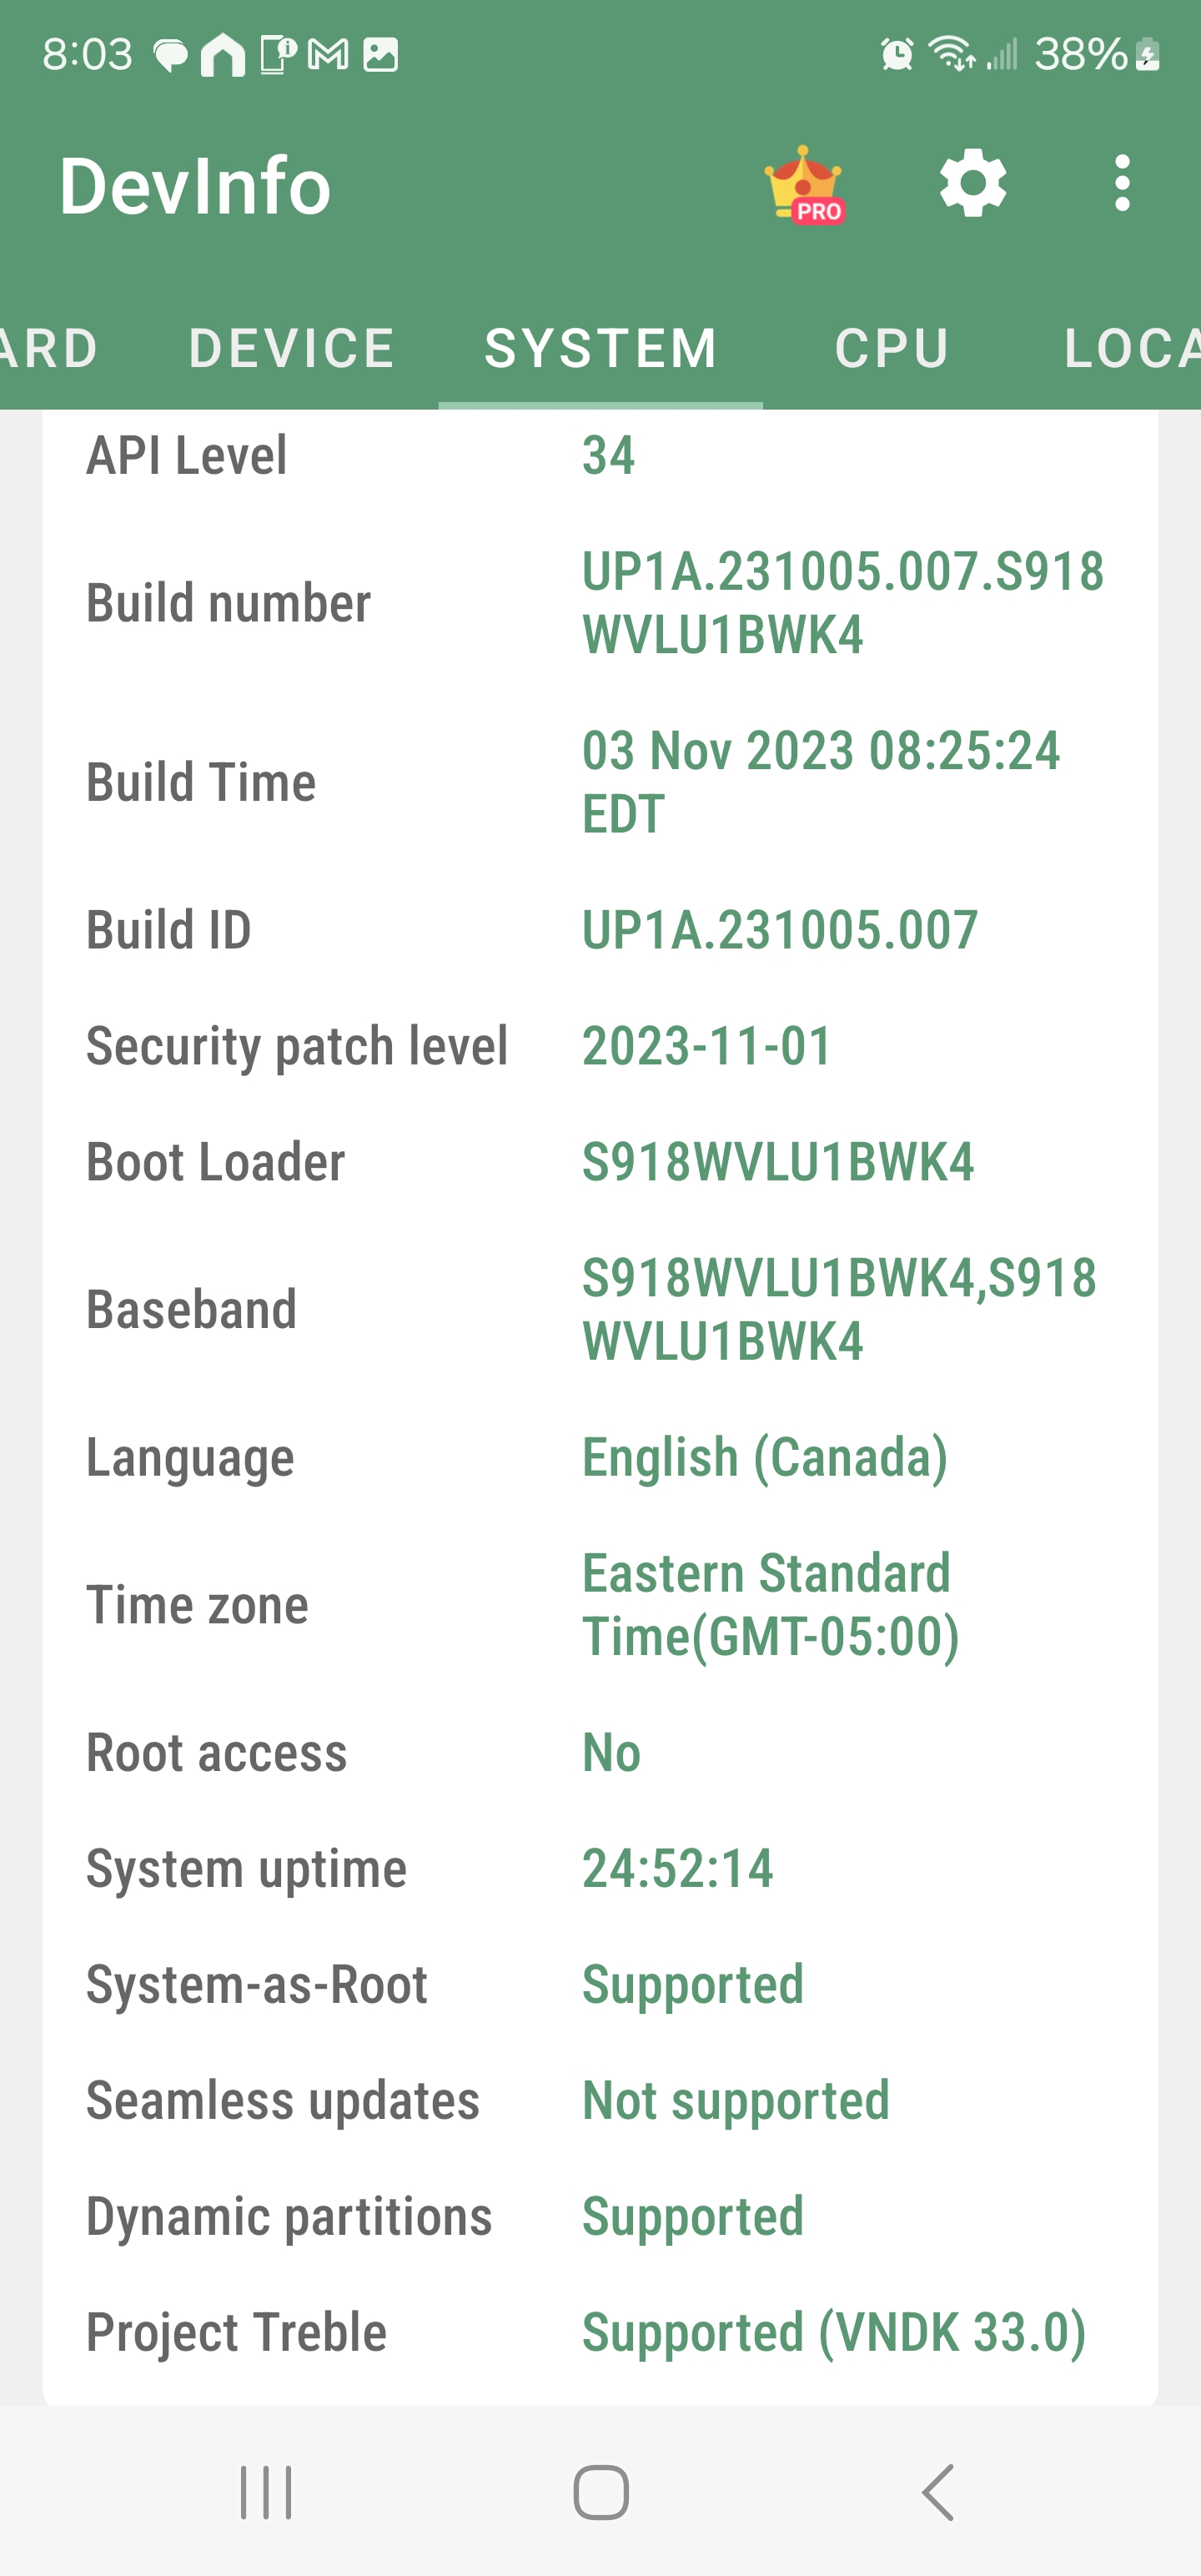 8:03
38%
DevInfo
PRO
ARD DEVICE SYSTEM CPU LOCA
API Level 34
Build number UP1A.231005.007.S918
WVLU1BWK4
Build Time 03 Nov 2023 08:25:24
EDT
Build ID UP1A.231005.007
Security patch level 2023-11-01
Boot Loader S918WVLU1BWK4
Baseband S918WVLU1BWK4,S918
WVLU1BWK4
Language English (Canada)
Time zone Eastern Standard
Time(GMT-05:00)
Root access No
System uptime 24:52:14
System-as-Root Supported
Seamless updates Not supported
Dynamic partitions Supported
Project Treble Supported (VNDK 33.0)